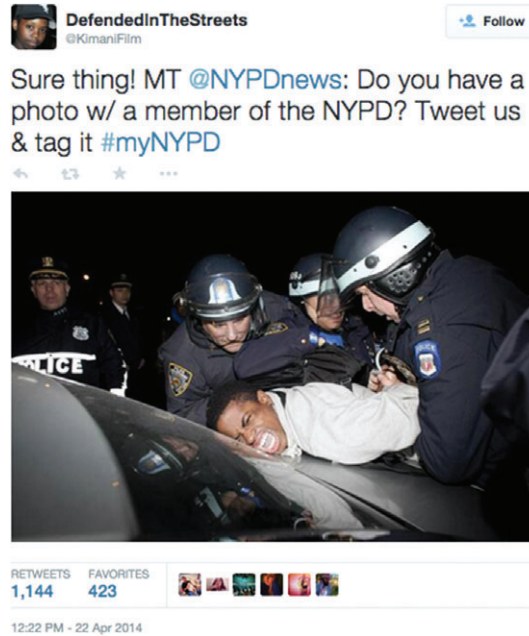 DefendedInTheStreets
@KimaniFilm
Follow
Sure thing! MT @NYPDnews: Do you have a
photo w/ a member of the NYPD? Tweet us
& tag it #myNYPD
POLICE
RETWEETS FAVORITES
1,144 423
12:22 PM - 22 Apr 2014